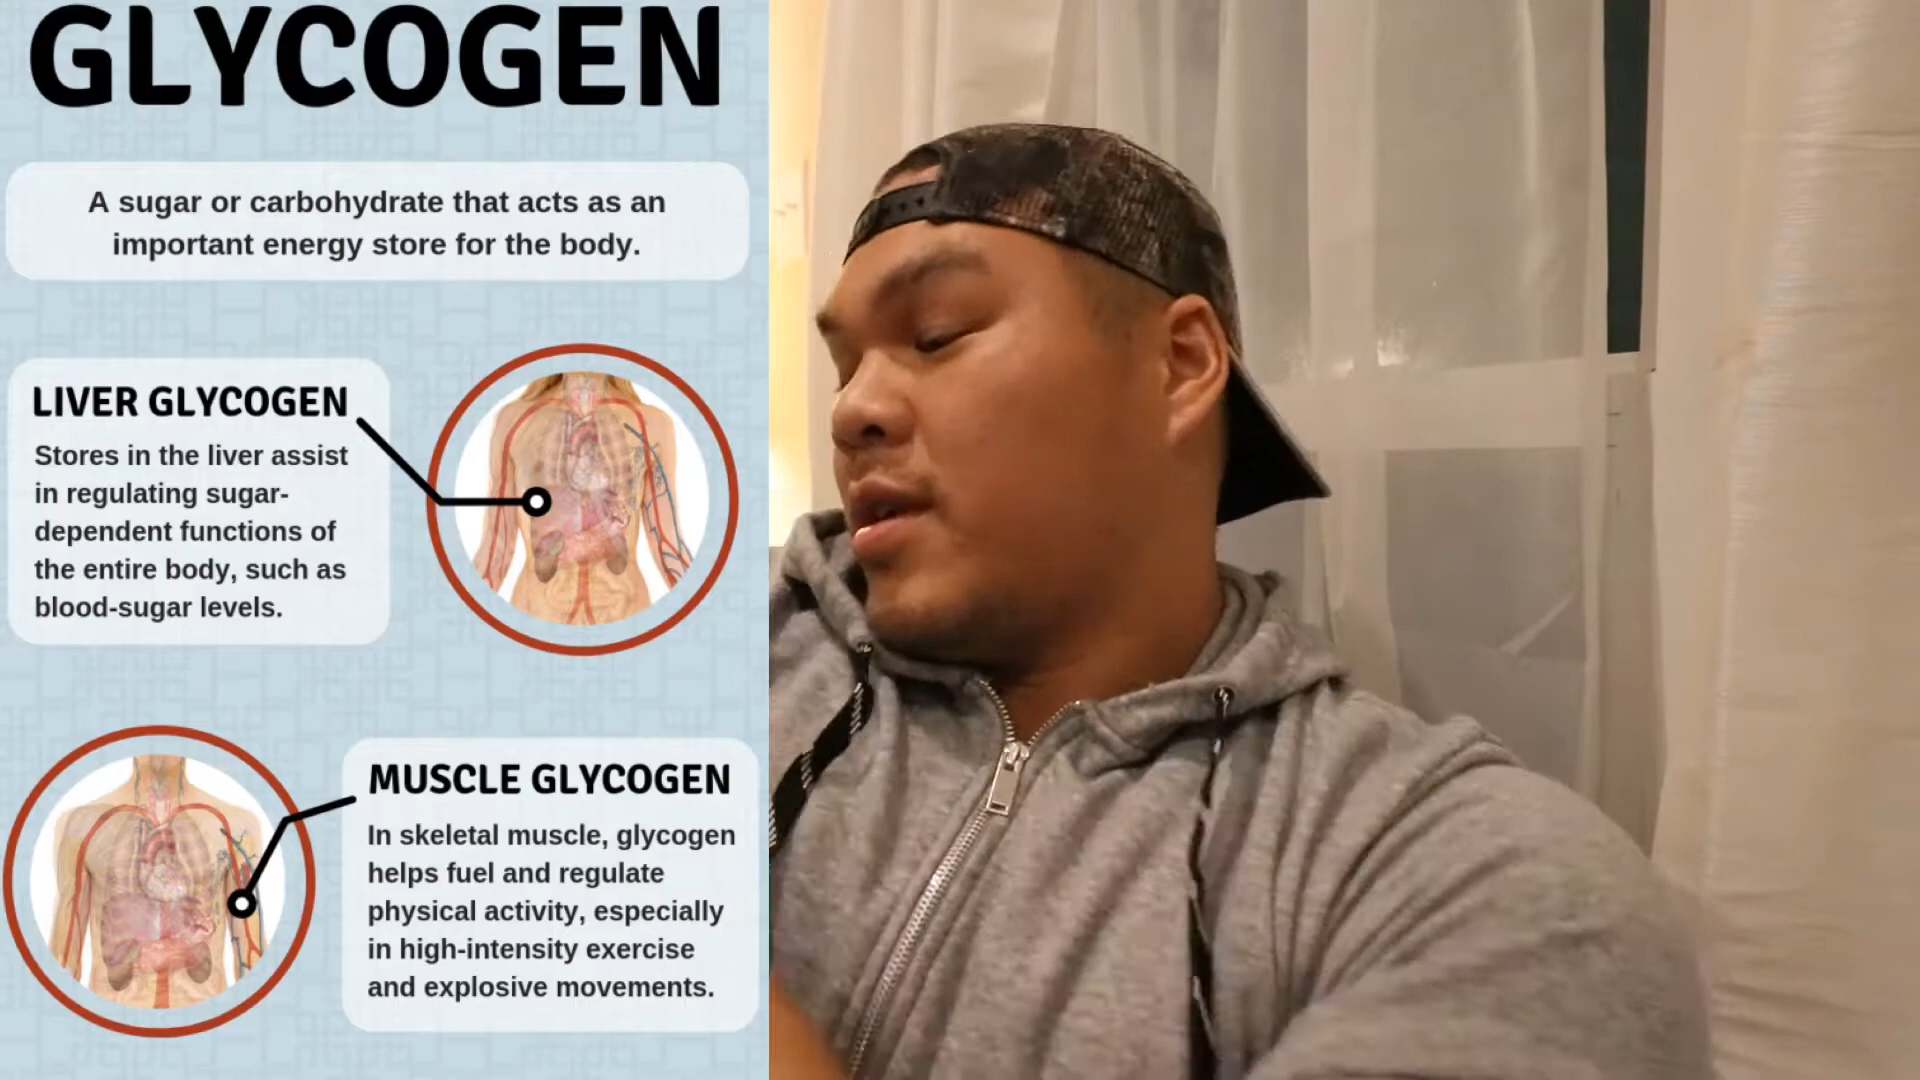 GLYCOGEN
A sugar or carbohydrate that acts as an
important energy store for the body.
LIVER GLYCOGEN
Stores in the liver assist
in regulating sugar-
dependent functions of
the entire body, such as
blood-sugar levels.
MUSCLE GLYCOGEN
In skeletal muscle, glycogen
helps fuel and regulate
physical activity, especially
in high-intensity exercise
and explosive movements.